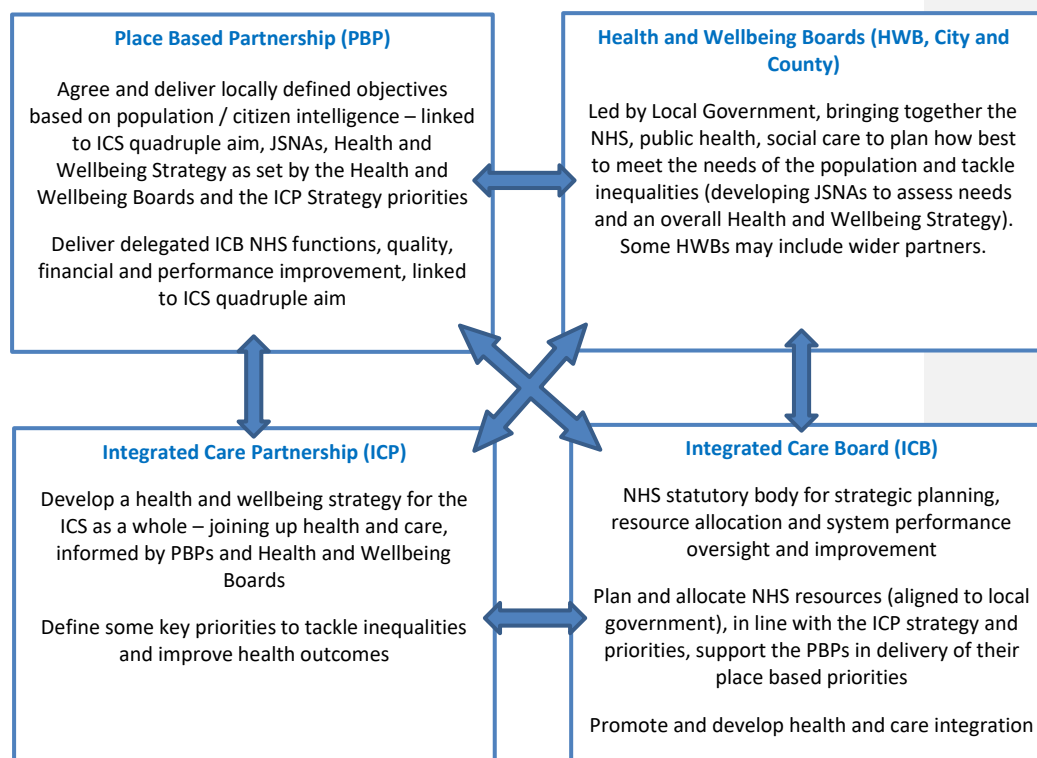 Place Based Partnership (PBP)
Agree and deliver locally defined objectives
based on population / citizen intelligence – linked
to ICS quadruple aim, JSNAs, Health and
Wellbeing Strategy as set by the Health and
Wellbeing Boards and the ICP Strategy priorities
Deliver delegated ICB NHS functions, quality,
financial and performance improvement, linked
to ICS quadruple aim
Health and Wellbeing Boards (HWB, City and
County)
Led by Local Government, bringing together the
NHS, public health, social care to plan how best
to meet the needs of the population and tackle
inequalities (developing JSNAs to assess needs
and an overall Health and Wellbeing Strategy).
Some HWBs may include wider partners.
Integrated Care Partnership (ICP)
Develop a health and wellbeing strategy for the
ICS as a whole – joining up health and care,
informed by PBPs and Health and Wellbeing
Boards
Define some key priorities to tackle inequalities
and improve health outcomes
Integrated Care Board (ICB)
NHS statutory body for strategic planning,
resource allocation and system performance
oversight and improvement
Plan and allocate NHS resources (aligned to local
government), in line with the ICP strategy and
priorities, support the PBPs in delivery of their
place based priorities
Promote and develop health and care integration